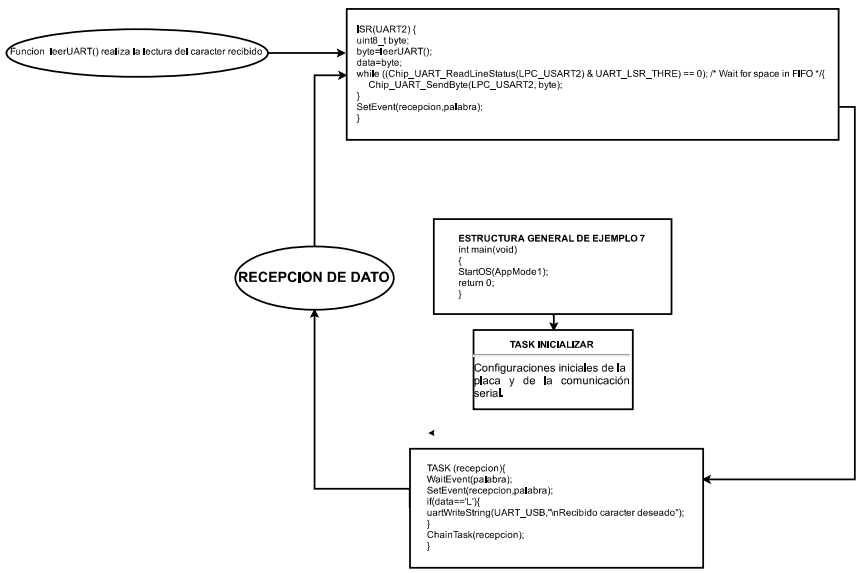 Funcion leerUART() realiza la lectura del caracter recibido
ISR(UART2) {
uint8_t byte;
byte=leerUART();
data=byte;
while ((Chip_UART_ReadLineStatus(LPC_USART2) & UART_LSR_THRE) == 0); /* Wait for space in FIFO */{
Chip_UART_SendByte(LPC_USART2, byte);
}
SetEvent(recepcion,palabra);
}
RECEPCION DE DATO
ESTRUCTURA GENERAL DE EJEMPLO 7
int main(void)
{
StartOS(AppMode1);
return 0;
}
TASK INICIALIZAR
Configuraciones iniciales de la
placa y de la comunicación
serial.
TASK (recepcion){
WaitEvent(palabra);
SetEvent(recepcion,palabra);
if(data=='L'){
uartWriteString(UART_USB,"\nRecibido caracter deseado");
}
ChainTask(recepcion);
}